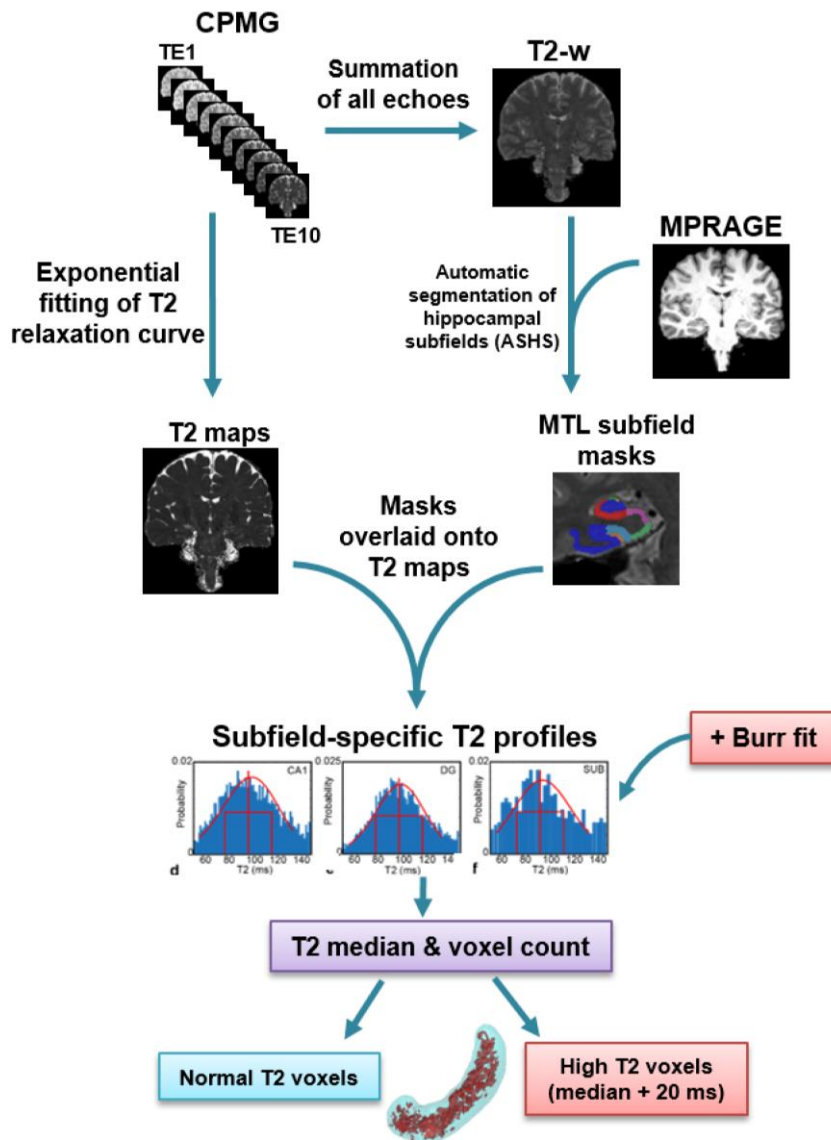 CPMG
TE1
TE10
Summation
of all echoes
T2-w
MPRAGE
Exponential
fitting of T2
relaxation curve
Automatic
segmentation of
hippocampal
subfields (ASHS)
T2 maps
MTL subfield
masks
Masks
overlaid onto
T2 maps
Subfield-specific T2 profiles
+ Burr fit
0.02
CA1
Probability
0
60 80 100 120 140
T2 (ms)
d
0.025
DG
Probability
0
60 80 100 120 140
T2 (ms)
0.02
SUB
Probability
0
60 80 100 120 140
T2 (ms)
f
T2 median & voxel count
Normal T2 voxels
High T2 voxels
(median + 20 ms)